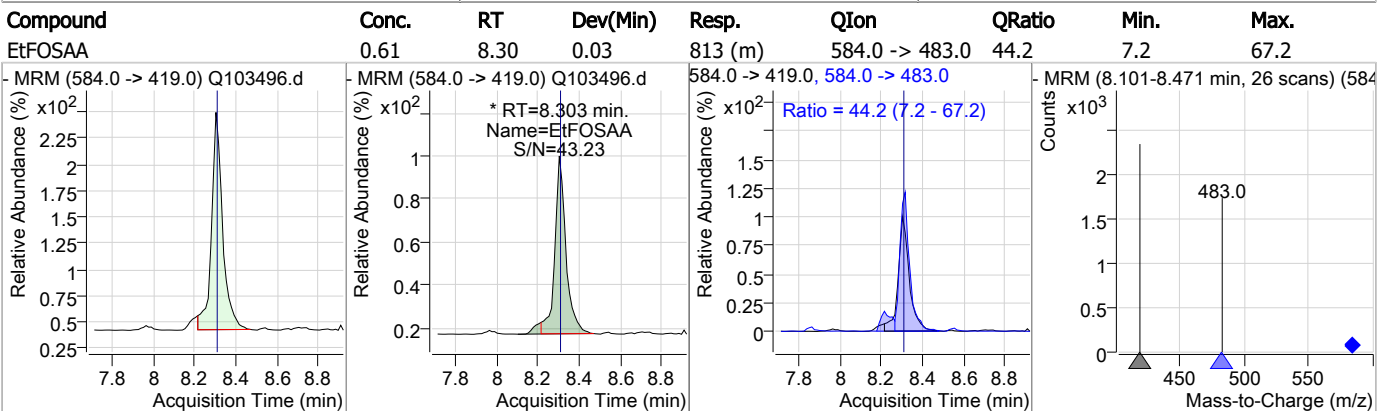 Compound Conc. RT Dev(Min) Resp. QIon QRatio Min. Max.
EtFOSAA 0.61 8.30 0.03 813 (m) 584.0 -> 483.0 44.2 7.2 67.2
- MRM (584.0 -> 419.0) Q103496.d
x10²
2.25
2
1.75
1.5
1.25
1
0.75
0.5
0.25
Relative Abundance (%)
7.8 8 8.2 8.4 8.6 8.8
Acquisition Time (min)
- MRM (584.0 -> 419.0) Q103496.d
x10²
* RT=8.303 min.
Name=EtFOSAA
S/N=43.23
1
0.8
0.6
0.4
0.2
Relative Abundance (%)
7.8 8 8.2 8.4 8.6 8.8
Acquisition Time (min)
584.0 -> 419.0, 584.0 -> 483.0
x10²
Ratio = 44.2 (7.2 - 67.2)
1.5
1.25
1
0.75
0.5
0.25
0
Relative Abundance (%)
7.8 8 8.2 8.4 8.6 8.8
Acquisition Time (min)
- MRM (8.101-8.471 min, 26 scans) (584
x10³
Counts
483.0
2
1.5
1
0.5
0
450 500 550
Mass-to-Charge (m/z)